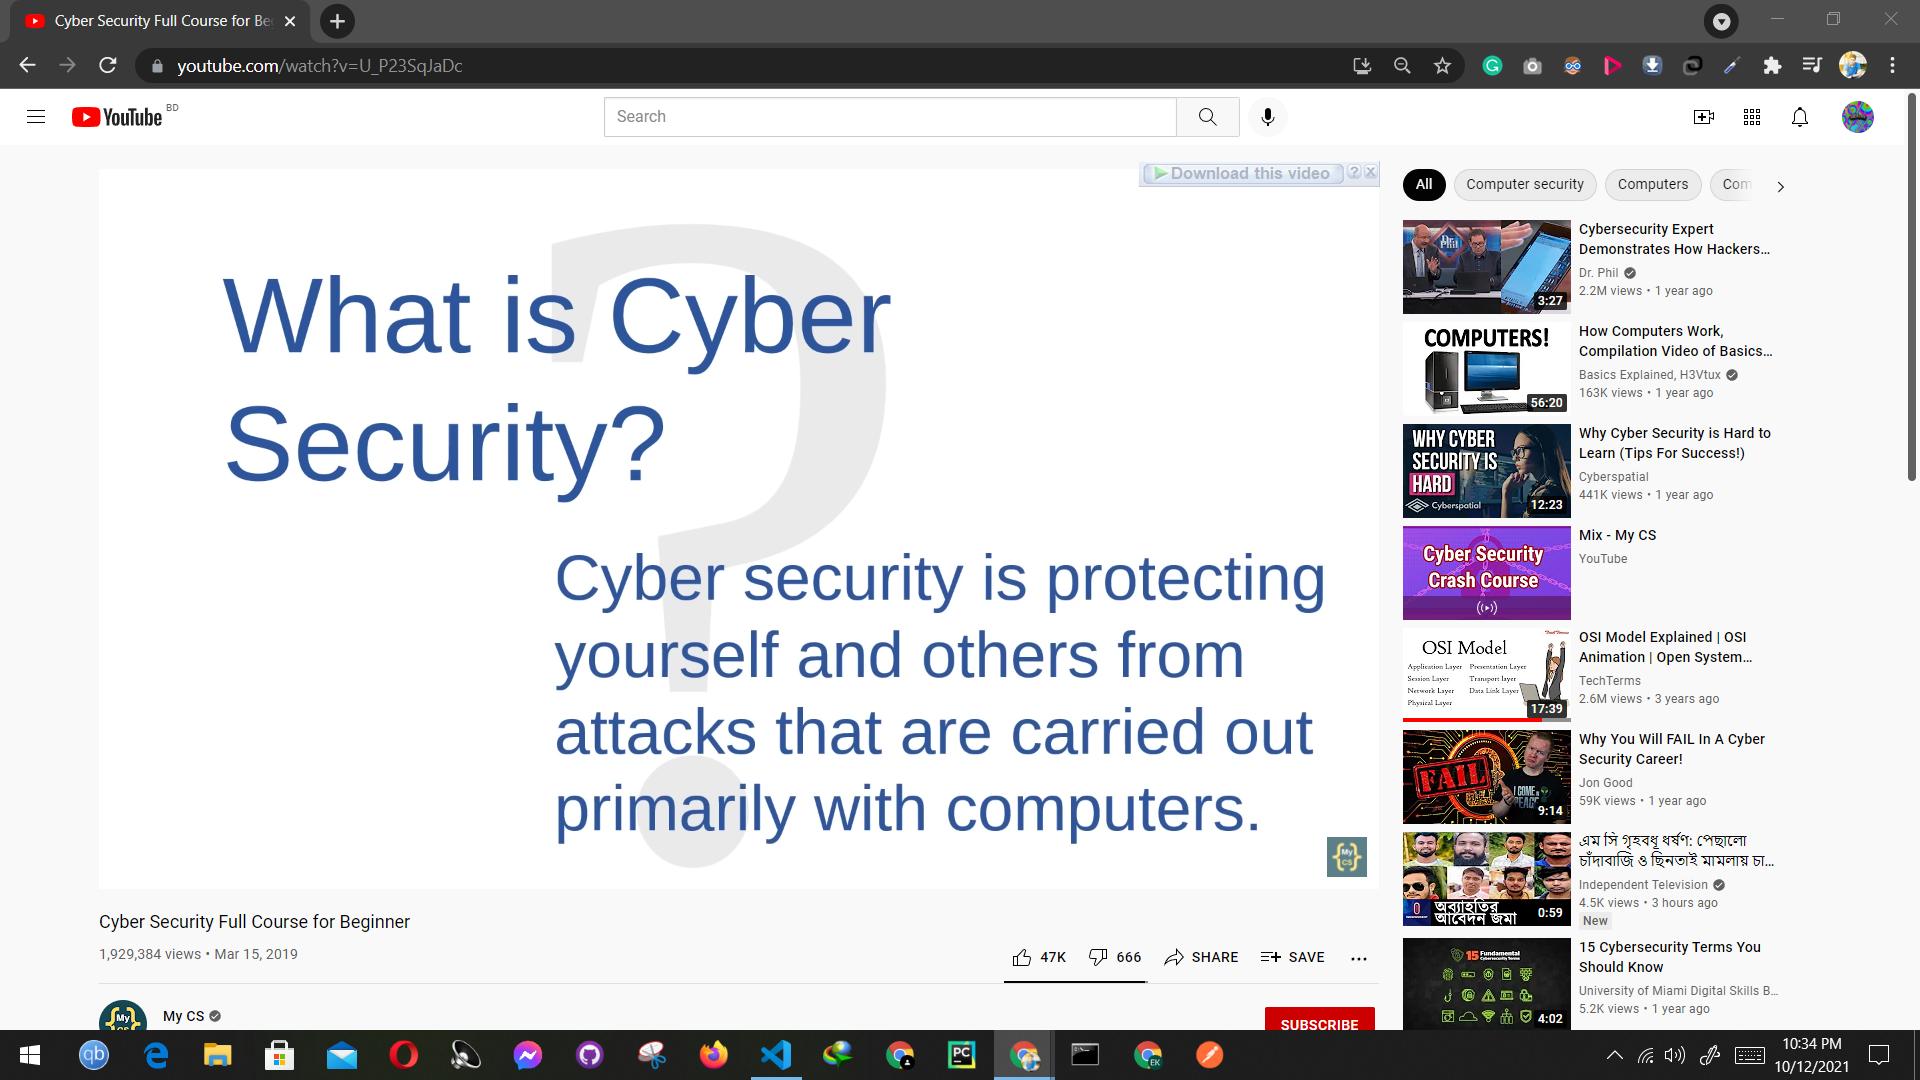 Cyber Security Full Course for Be
youtube.com/watch?v=U_P23SqJaDc
YouTube BD
Search
Download this video ? X
What is Cyber
Security?
Cyber security is protecting
yourself and others from
attacks that are carried out
primarily with computers.
My
CS
Cyber Security Full Course for Beginner
1,929,384 views • Mar 15, 2019
47K 666 SHARE SAVE
My CS
SUBSCRIBE
All Computer security Computers Com
3:27
Cybersecurity Expert
Demonstrates How Hackers...
Dr. Phil
2.2M views • 1 year ago
COMPUTERS!
56:20
How Computers Work,
Compilation Video of Basics...
Basics Explained, H3Vtux
163K views • 1 year ago
WHY CYBER
SECURITY IS
HARD
Cyberspatial
12:23
Why Cyber Security is Hard to
Learn (Tips For Success!)
Cyberspatial
441K views • 1 year ago
Cyber Security
Crash Course
Mix - My CS
YouTube
OSI Model
Application Layer Presentation Layer
Session Layer Transport layer
Network Layer Data Link Layer
Physical Layer
17:39
OSI Model Explained | OSI
Animation | Open System...
TechTerms
2.6M views • 3 years ago
FAIL
I COME IN
PEACE
9:14
Why You Will FAIL In A Cyber
Security Career!
Jon Good
59K views • 1 year ago
অব্যাহতির
আবেদন জমা
0:59
এম সি গৃহবধূ ধর্ষণ: পেছালো
চাঁদাবাজি ও ছিনতাই মামলায় চা...
Independent Television
4.5K views • 3 hours ago
New
15 Fundamental
Cybersecurity Terms
4:02
15 Cybersecurity Terms You
Should Know
University of Miami Digital Skills B...
5.2K views • 1 year ago
qb
PC
EK
10:34 PM
10/12/2021